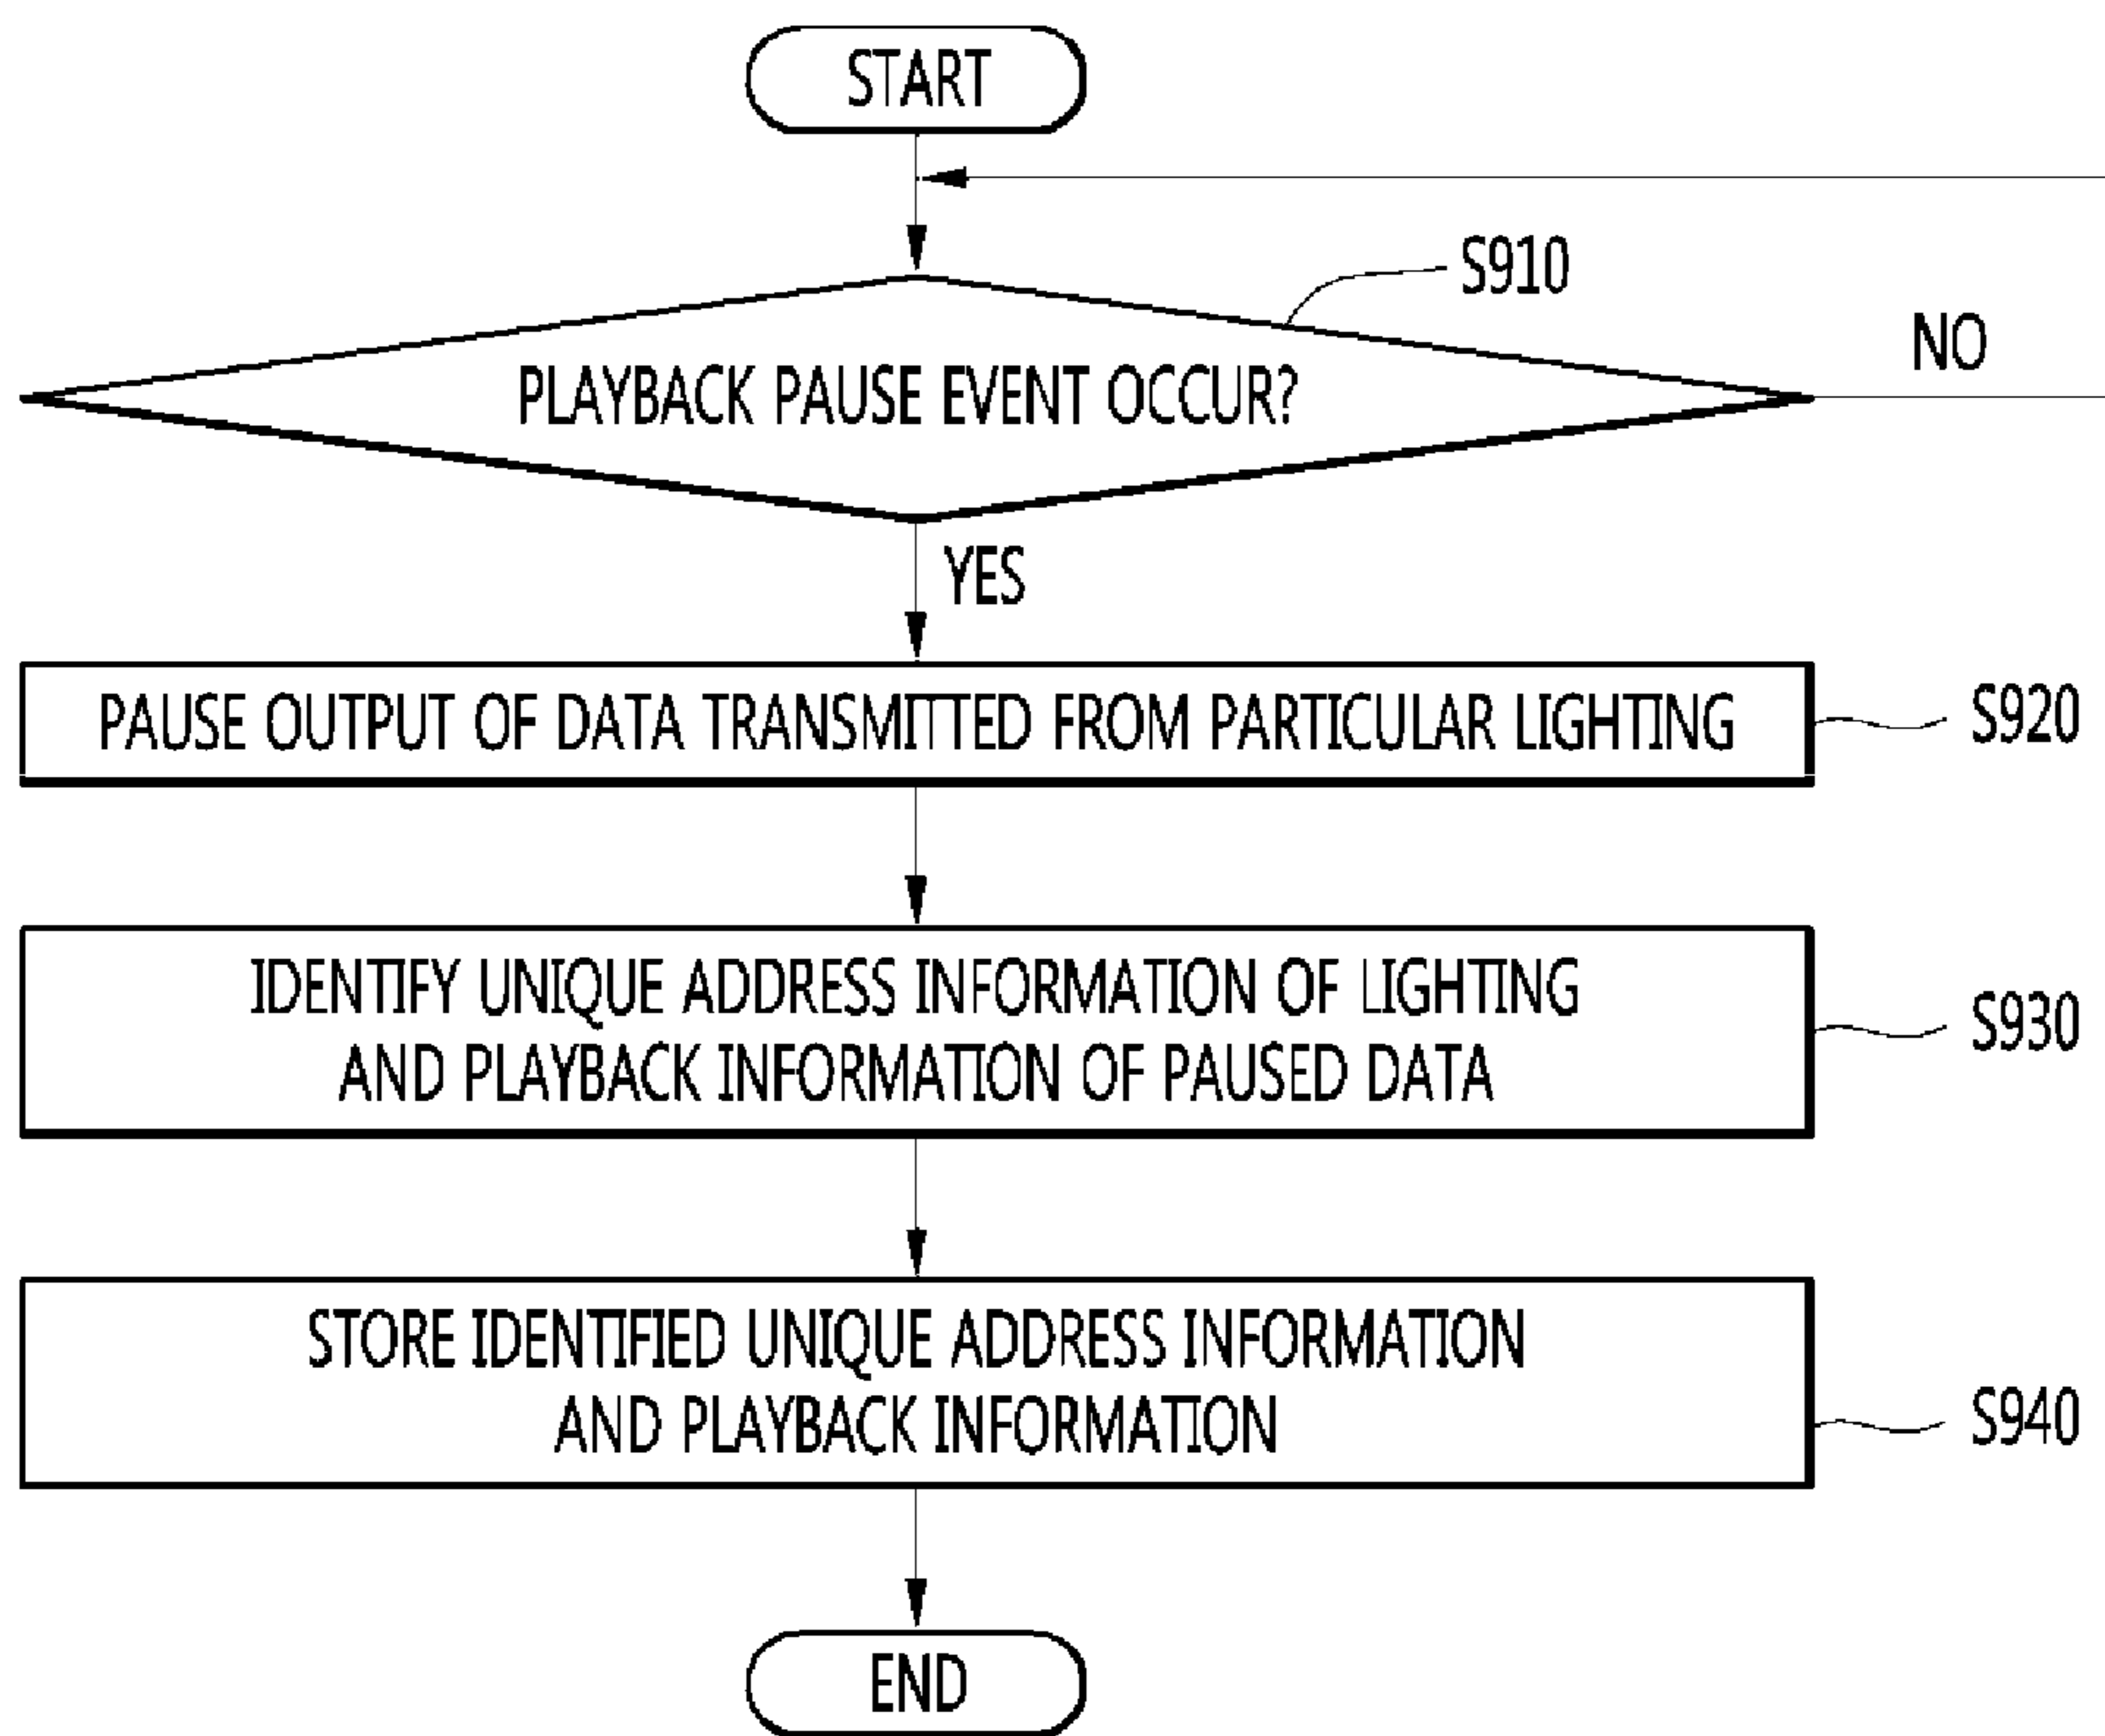 START
S910
PLAYBACK PAUSE EVENT OCCUR?
NO
YES
PAUSE OUTPUT OF DATA TRANSMITTED FROM PARTICULAR LIGHTING
S920
IDENTIFY UNIQUE ADDRESS INFORMATION OF LIGHTING
AND PLAYBACK INFORMATION OF PAUSED DATA
S930
STORE IDENTIFIED UNIQUE ADDRESS INFORMATION
AND PLAYBACK INFORMATION
S940
END